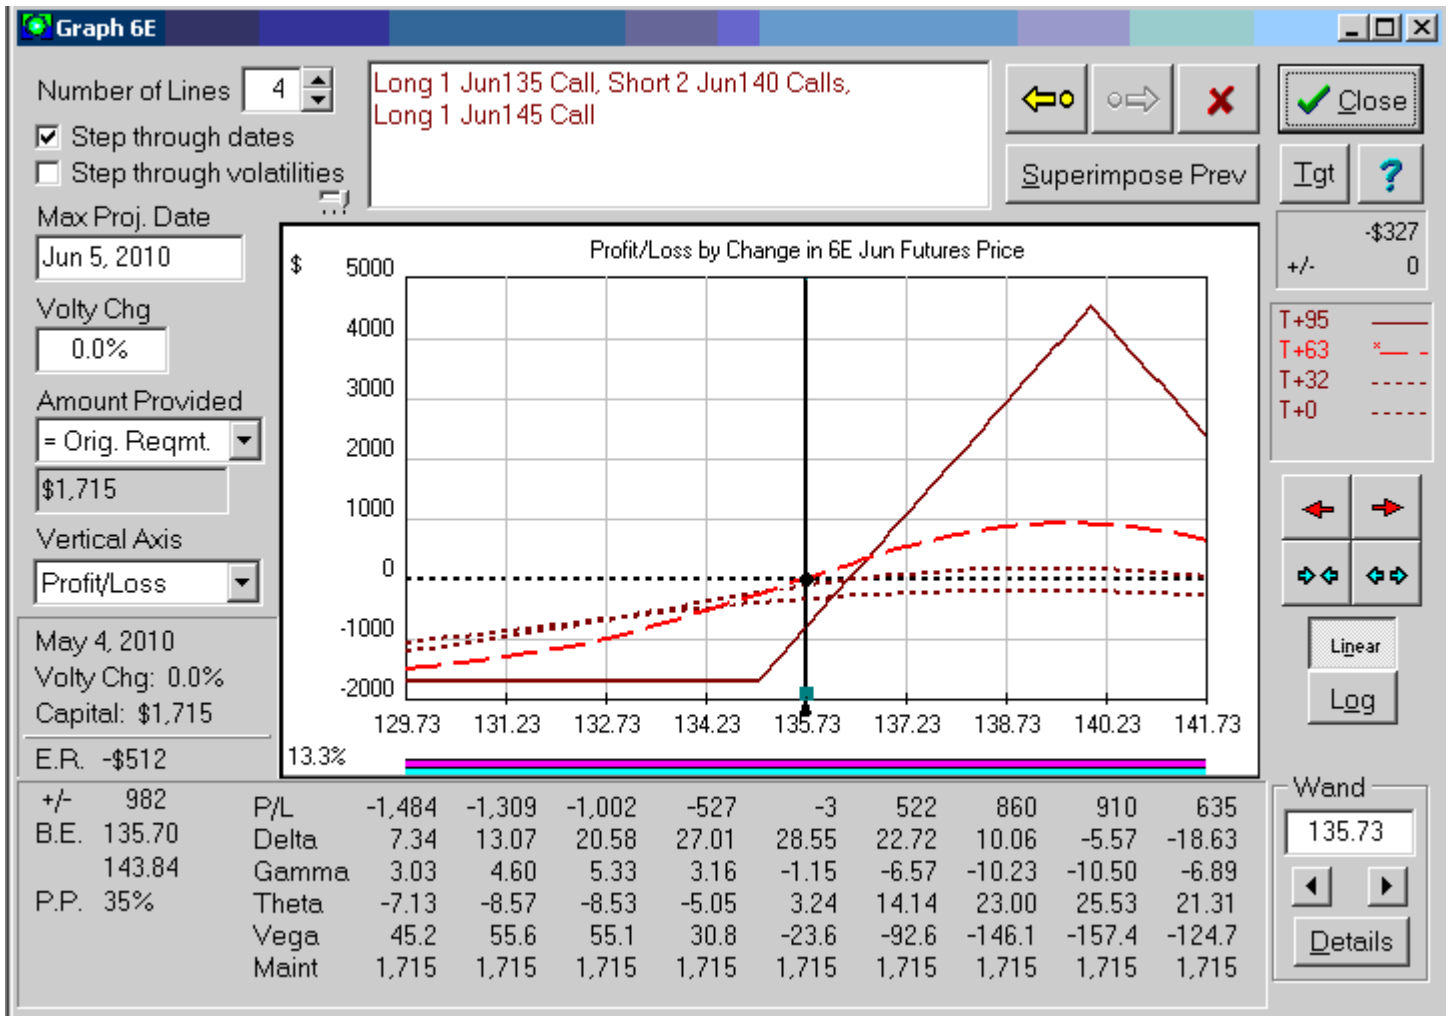 Graph 6E
Number of Lines 4
Step through dates
Step through volatilities
Long 1 Jun135 Call, Short 2 Jun140 Calls,
Long 1 Jun145 Call
Close
Superimpose Prev
Tgt
?
Max Proj. Date
Jun 5, 2010
Volty Chg
0.0%
Amount Provided
= Orig. Reqmt.
$1,715
Vertical Axis
Profit/Loss
May 4, 2010
Volty Chg: 0.0%
Capital: $1,715
E.R. -$512
Profit/Loss by Change in 6E Jun Futures Price
$
5000
4000
3000
2000
1000
0
-1000
-2000
129.73 131.23 132.73 134.23 135.73 137.23 138.73 140.23 141.73
13.3%
-$327
+/- 0
T+95
T+63
T+32
T+0
Linear
Log
+/- 982
B.E. 135.70
143.84
P.P. 35%
P/L -1,484 -1,309 -1,002 -527 -3 522 860 910 635
Delta 7.34 13.07 20.58 27.01 28.55 22.72 10.06 -5.57 -18.63
Gamma 3.03 4.60 5.33 3.16 -1.15 -6.57 -10.23 -10.50 -6.89
Theta -7.13 -8.57 -8.53 -5.05 3.24 14.14 23.00 25.53 21.31
Vega 45.2 55.6 55.1 30.8 -23.6 -92.6 -146.1 -157.4 -124.7
Maint 1,715 1,715 1,715 1,715 1,715 1,715 1,715 1,715 1,715
Wand
135.73
Details